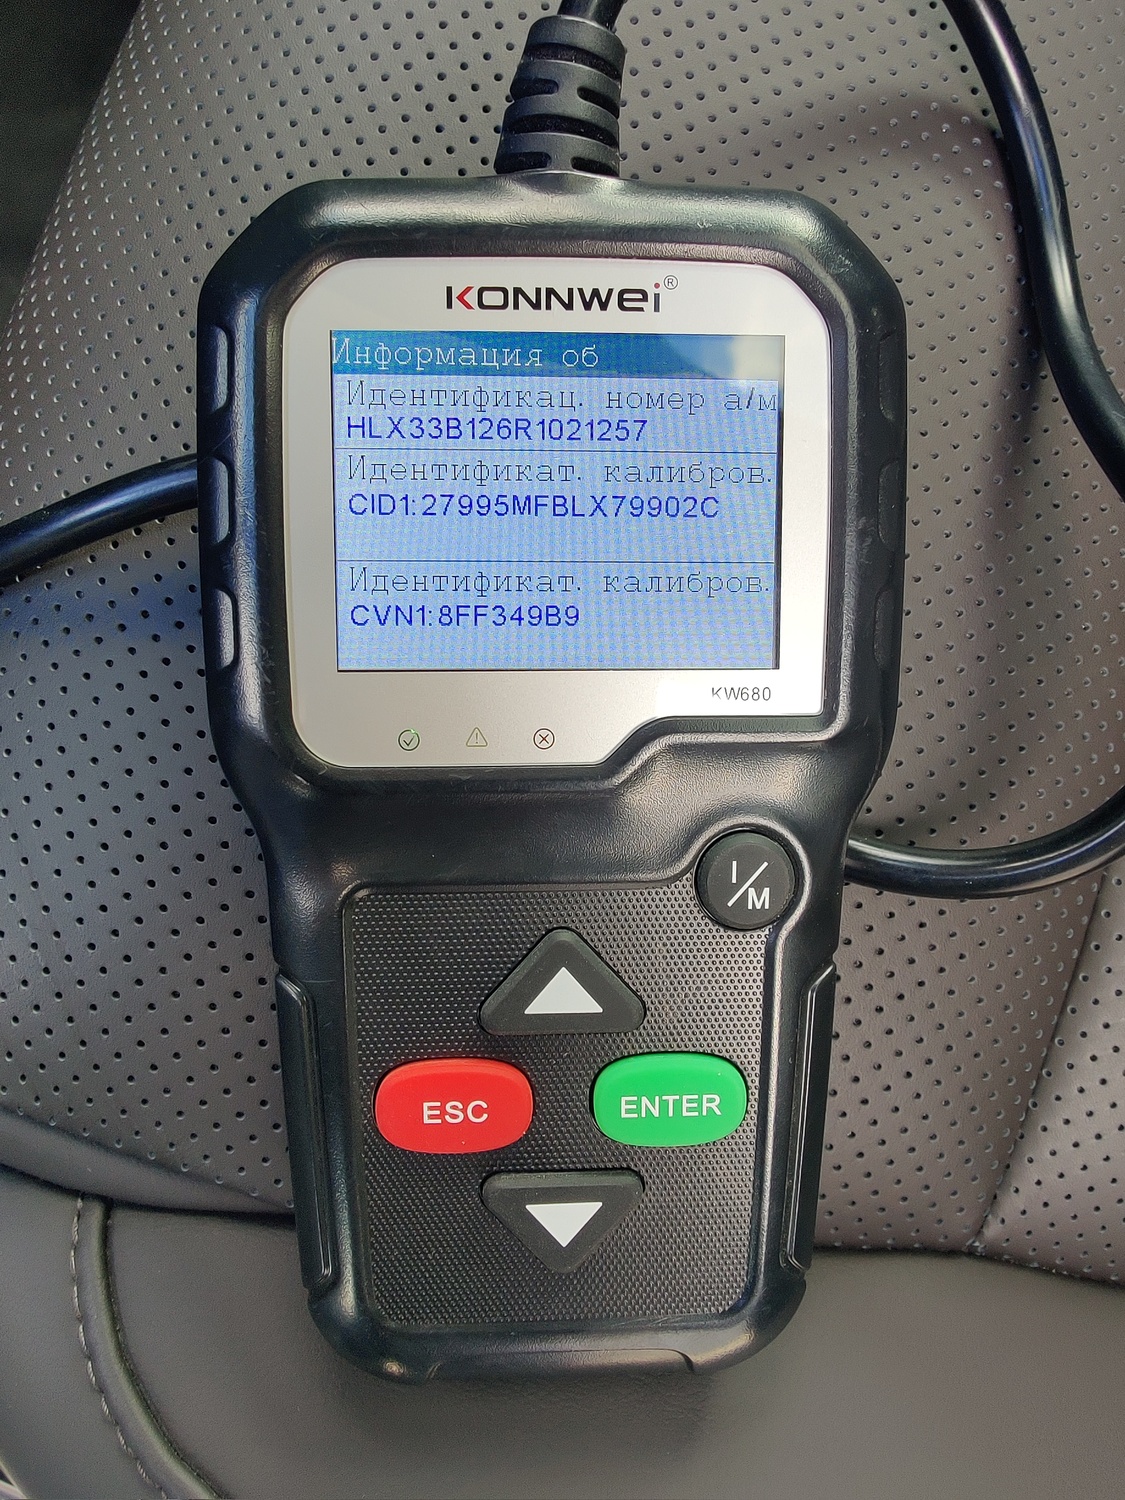 KONNWEi®
Информация об
Идентификац. номер а/м
HLX33B126R1021257
Идентификат. калибров.
CID1:27995MFBLX79902C
Идентификат. калибров.
CVN1:8FF349B9
KW680
I/M
ESC
ENTER